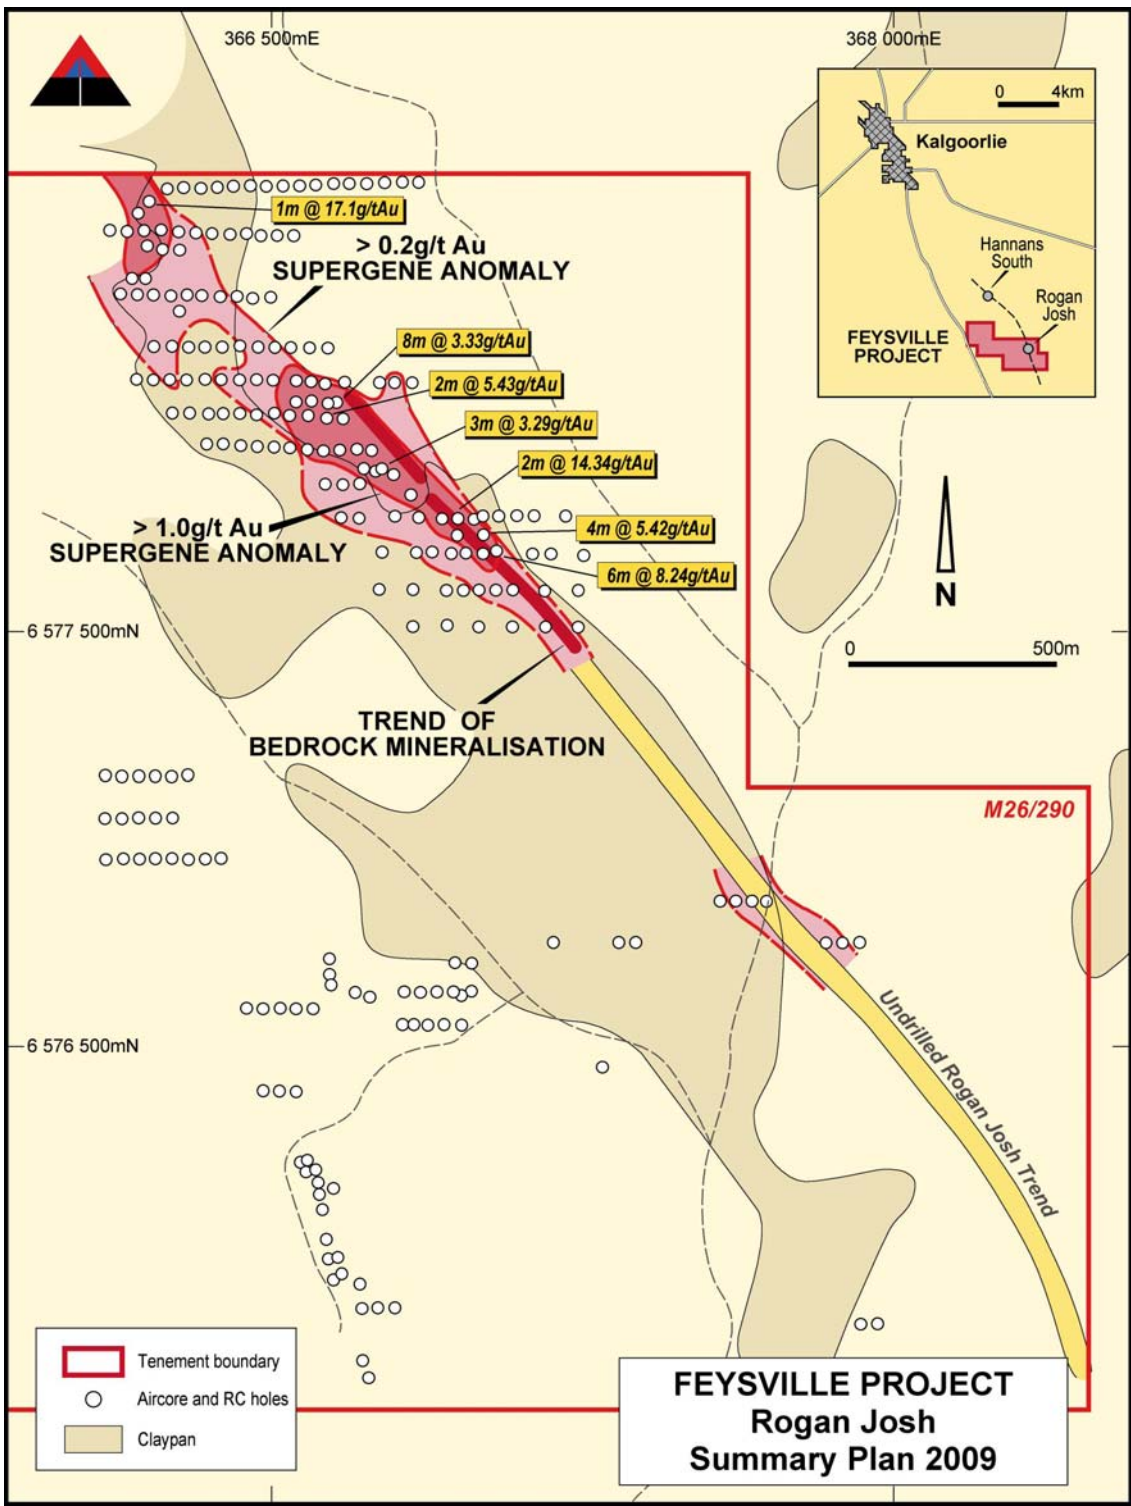 366 500mE
368 000mE
0 4km
Kalgoorlie
Hannans
South
Rogan
Josh
FEYSVILLE
PROJECT
1m @ 17.1g/tAu
> 0.2g/t Au
SUPERGENE ANOMALY
8m @ 3.33g/tAu
2m @ 5.43g/tAu
3m @ 3.29g/tAu
2m @ 14.34g/tAu
> 1.0g/t Au
SUPERGENE ANOMALY
4m @ 5.42g/tAu
6m @ 8.24g/tAu
N
6 577 500mN
0 500m
TREND OF
BEDROCK MINERALISATION
M26/290
Undrilled Rogan Josh Trend
6 576 500mN
Tenement boundary
Aircore and RC holes
Claypan
FEYSVILLE PROJECT
Rogan Josh
Summary Plan 2009